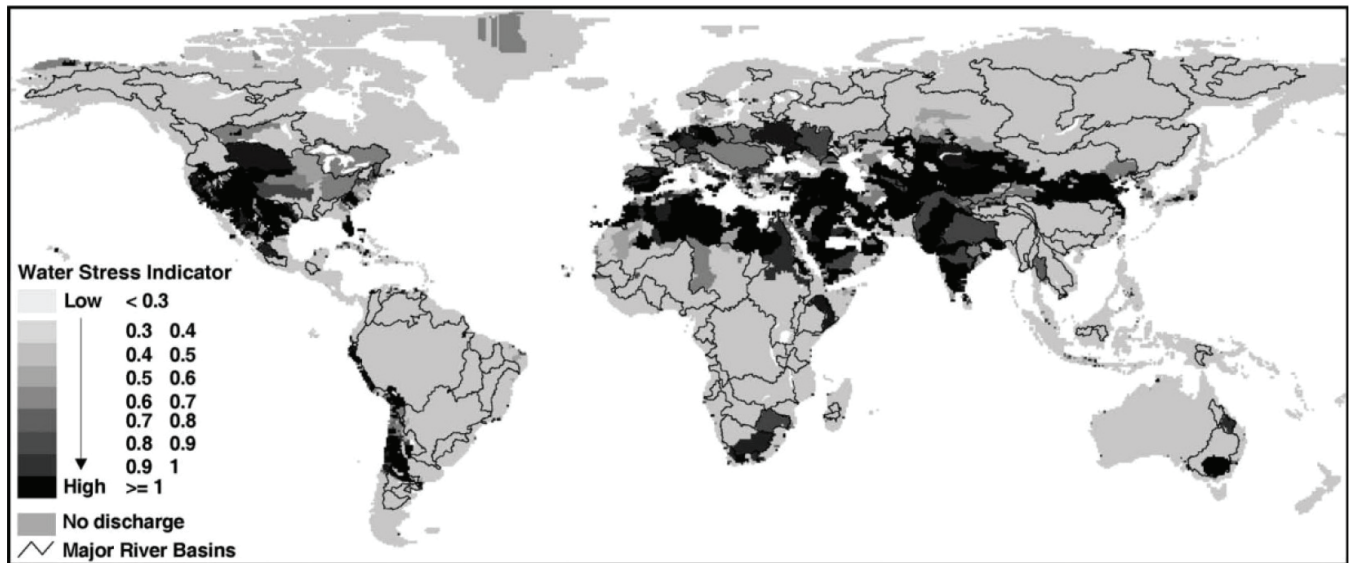 Water Stress Indicator
Low < 0.3
0.3 0.4
0.4 0.5
0.5 0.6
0.6 0.7
0.7 0.8
0.8 0.9
0.9 1
High >= 1
No discharge
Major River Basins